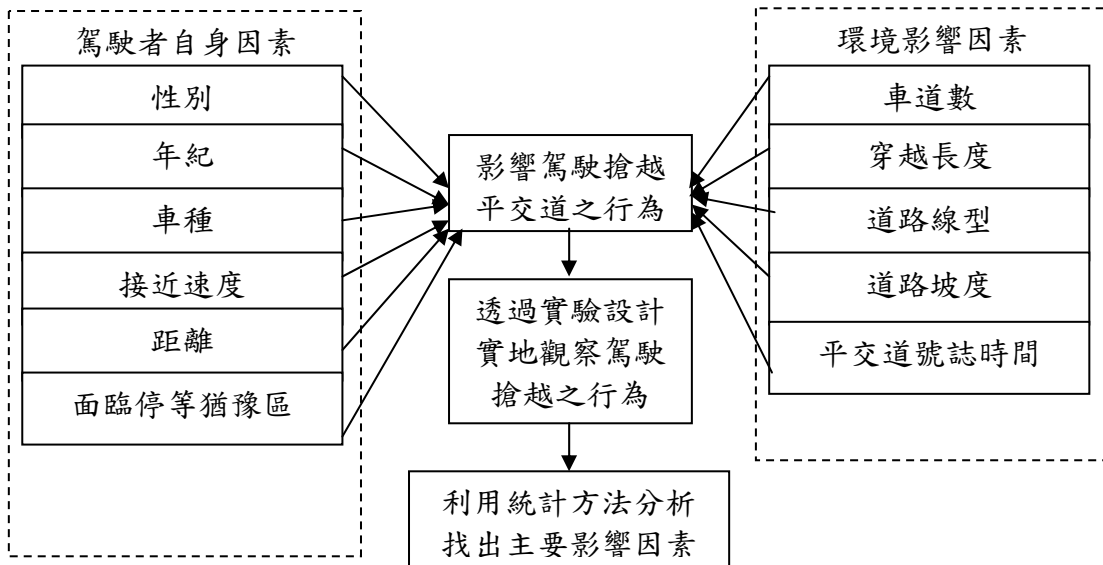 駕駛者自身因素
性別
年紀
車種
接近速度
距離
面臨停等猶豫區
影響駕駛搶越
平交道之行為
透過實驗設計
實地觀察駕駛
搶越之行為
利用統計方法分析
找出主要影響因素
環境影響因素
車道數
穿越長度
道路線型
道路坡度
平交道號誌時間